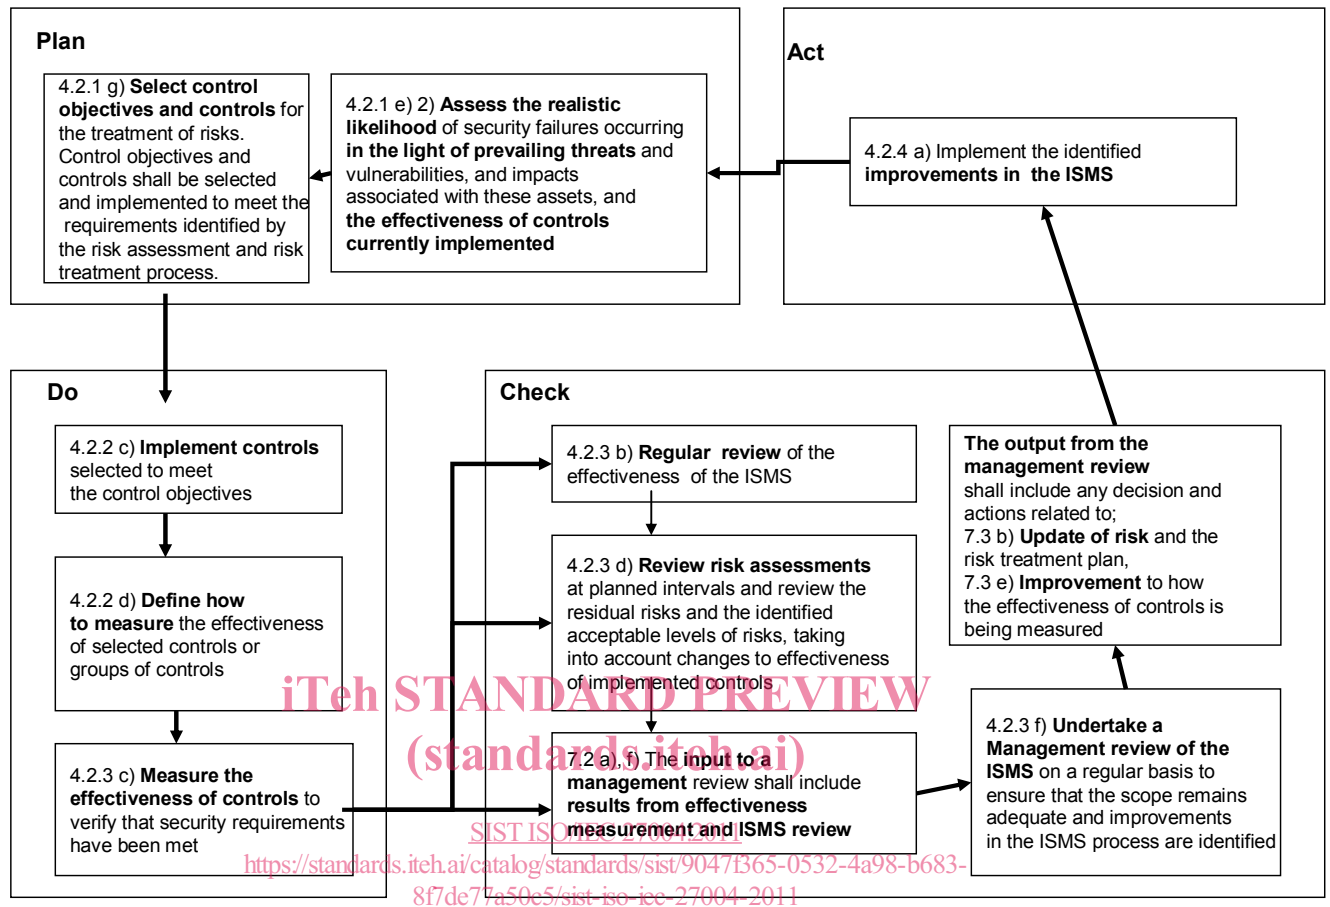 Plan
4.2.1 g) Select control
objectives and controls for
the treatment of risks.
Control objectives and
controls shall be selected
and implemented to meet the
requirements identified by
the risk assessment and risk
treatment process.
4.2.1 e) 2) Assess the realistic
likelihood of security failures occurring
in the light of prevailing threats and
vulnerabilities, and impacts
associated with these assets, and
the effectiveness of controls
currently implemented
Act
4.2.4 a) Implement the identified
improvements in the ISMS
Do
4.2.2 c) Implement controls
selected to meet
the control objectives
4.2.2 d) Define how
to measure the effectiveness
of selected controls or
groups of controls
4.2.3 c) Measure the
effectiveness of controls to
verify that security requirements
have been met
Check
4.2.3 b) Regular review of the
effectiveness of the ISMS
4.2.3 d) Review risk assessments
at planned intervals and review the
residual risks and the identified
acceptable levels of risks, taking
into account changes to effectiveness
of implemented controls
7.2 a), f) The input to a
management review shall include
results from effectiveness
measurement and ISMS review
The output from the
management review
shall include any decision and
actions related to;
7.3 b) Update of risk and the
risk treatment plan,
7.3 e) Improvement to how
the effectiveness of controls is
being measured
4.2.3 f) Undertake a
Management review of the
ISMS on a regular basis to
ensure that the scope remains
adequate and improvements
in the ISMS process are identified
iTeh STANDARD PREVIEW
(standards.iteh.ai)
SIST ISO/IEC 27004:2011
https://standards.iteh.ai/catalog/standards/sist/9047f365-0532-4a98-b683-
8f7de77a50e5/sist-iso-iec-27004-2011